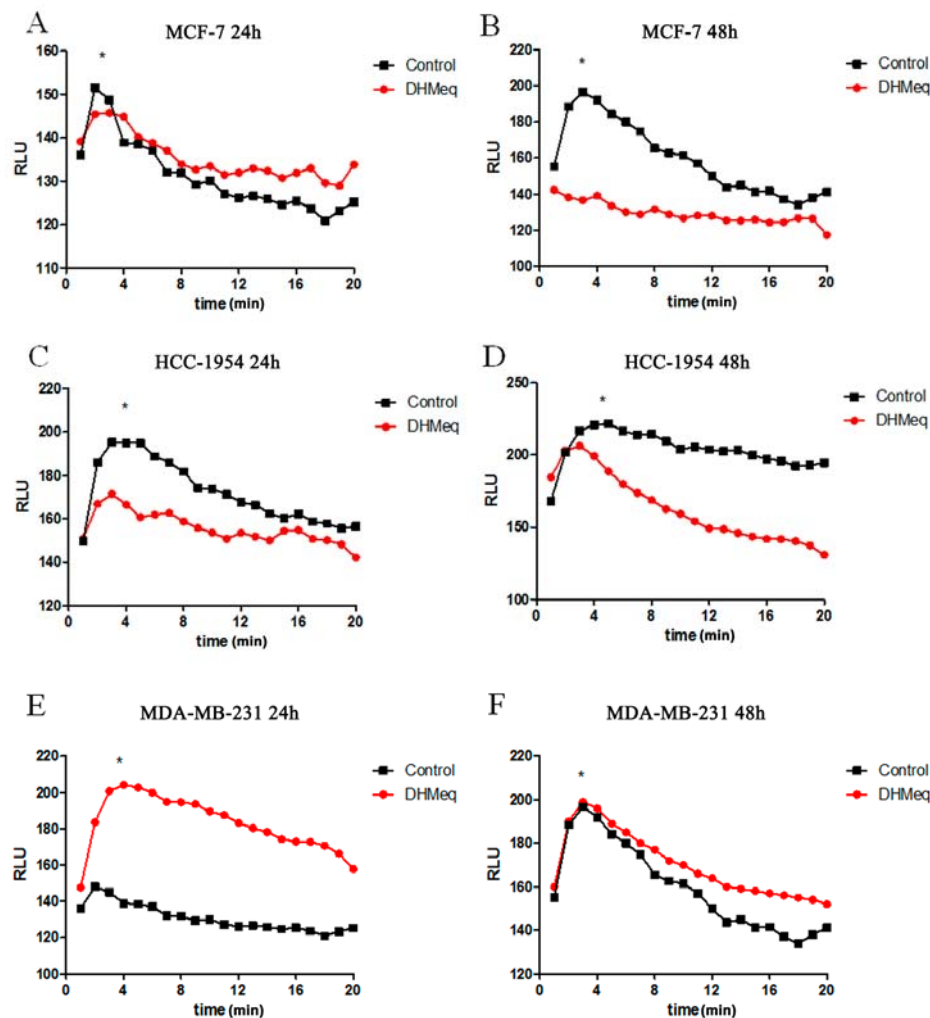 A
MCF-7 24h
160
150
140
130
120
110
RLU
*
0 4 8 12 16 20
time (min)
Control
DHMeq
B
MCF-7 48h
220
200
180
160
140
120
100
RLU
*
0 4 8 12 16 20
time (min)
Control
DHMeq
C
HCC-1954 24h
220
200
180
160
140
120
RLU
*
0 4 8 12 16 20
time (min)
Control
DHMeq
D
HCC-1954 48h
250
200
150
100
RLU
*
0 4 8 12 16 20
time (min)
Control
DHMeq
E
MDA-MB-231 24h
220
200
180
160
140
120
100
RLU
*
0 4 8 12 16 20
time (min)
Control
DHMeq
F
MDA-MB-231 48h
220
200
180
160
140
120
RLU
*
0 4 8 12 16 20
time (min)
Control
DHMeq